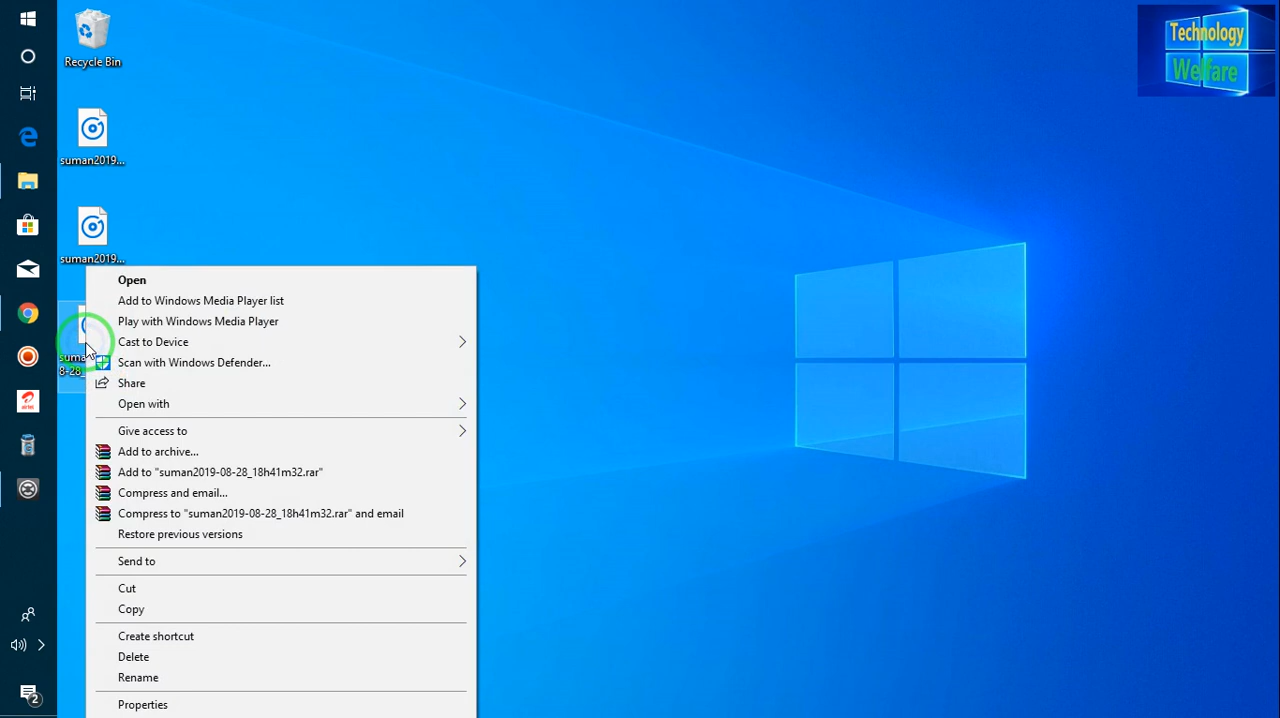 Recycle Bin
suman2019...
suman2019...
Technology
Welfare
Open
Add to Windows Media Player list
Play with Windows Media Player
Cast to Device
Scan with Windows Defender...
Share
Open with
Give access to
Add to archive...
Add to "suman2019-08-28_18h41m32.rar"
Compress and email...
Compress to "suman2019-08-28_18h41m32.rar" and email
Restore previous versions
Send to
Cut
Copy
Create shortcut
Delete
Rename
Properties
airtel
2